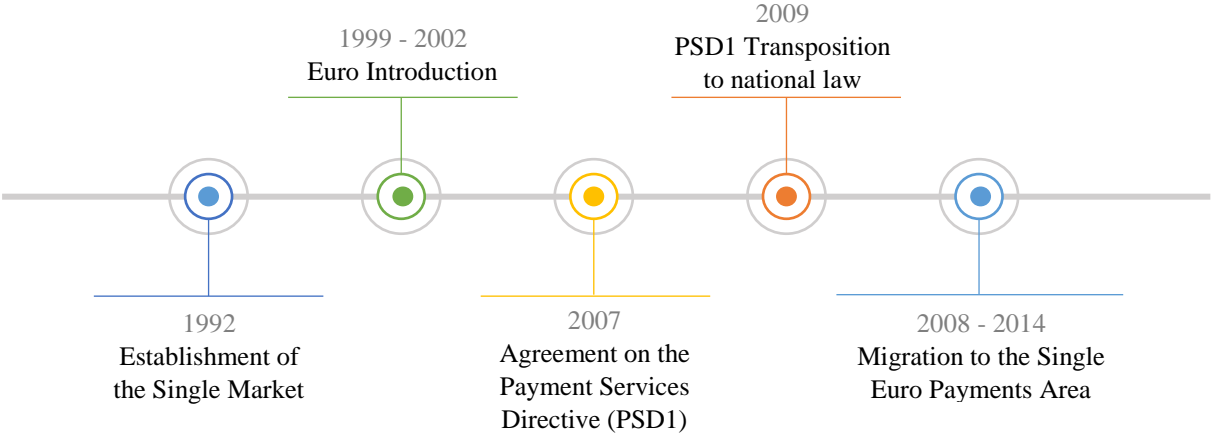 1992
Establishment of
the Single Market
1999 - 2002
Euro Introduction
2007
Agreement on the
Payment Services
Directive (PSD1)
2009
PSD1 Transposition
to national law
2008 - 2014
Migration to the Single
Euro Payments Area